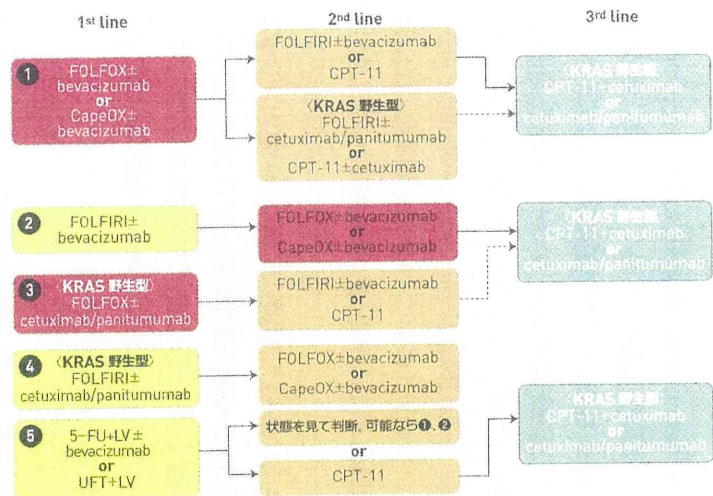 1st line
2nd line
3rd line
1
FOLFOX±
bevacizumab
or
CapeOX±
bevacizumab
FOLFIRI±bevacizumab
or
CPT-11
〈KRAS 野生型〉
FOLFIRI±
cetuximab/panitumumab
or
CPT-11±cetuximab
〈KRAS 野生型〉
CPT-11+cetuximab
or
cetuximab/panitumumab
2
FOLFIRI±
bevacizumab
FOLFOX±bevacizumab
or
CapeOX±bevacizumab
〈KRAS 野生型〉
CPT-11+cetuximab
or
cetuximab/panitumumab
3
〈KRAS 野生型〉
FOLFOX±
cetuximab/panitumumab
FOLFIRI±bevacizumab
or
CPT-11
4
〈KRAS 野生型〉
FOLFIRI±
cetuximab/panitumumab
FOLFOX±bevacizumab
or
CapeOX±bevacizumab
5
5-FU+LV±
bevacizumab
or
UFT+LV
状態を見て判断。可能なら❶、❷
or
CPT-11
〈KRAS 野生型〉
CPT-11+cetuximab
or
cetuximab/panitumumab